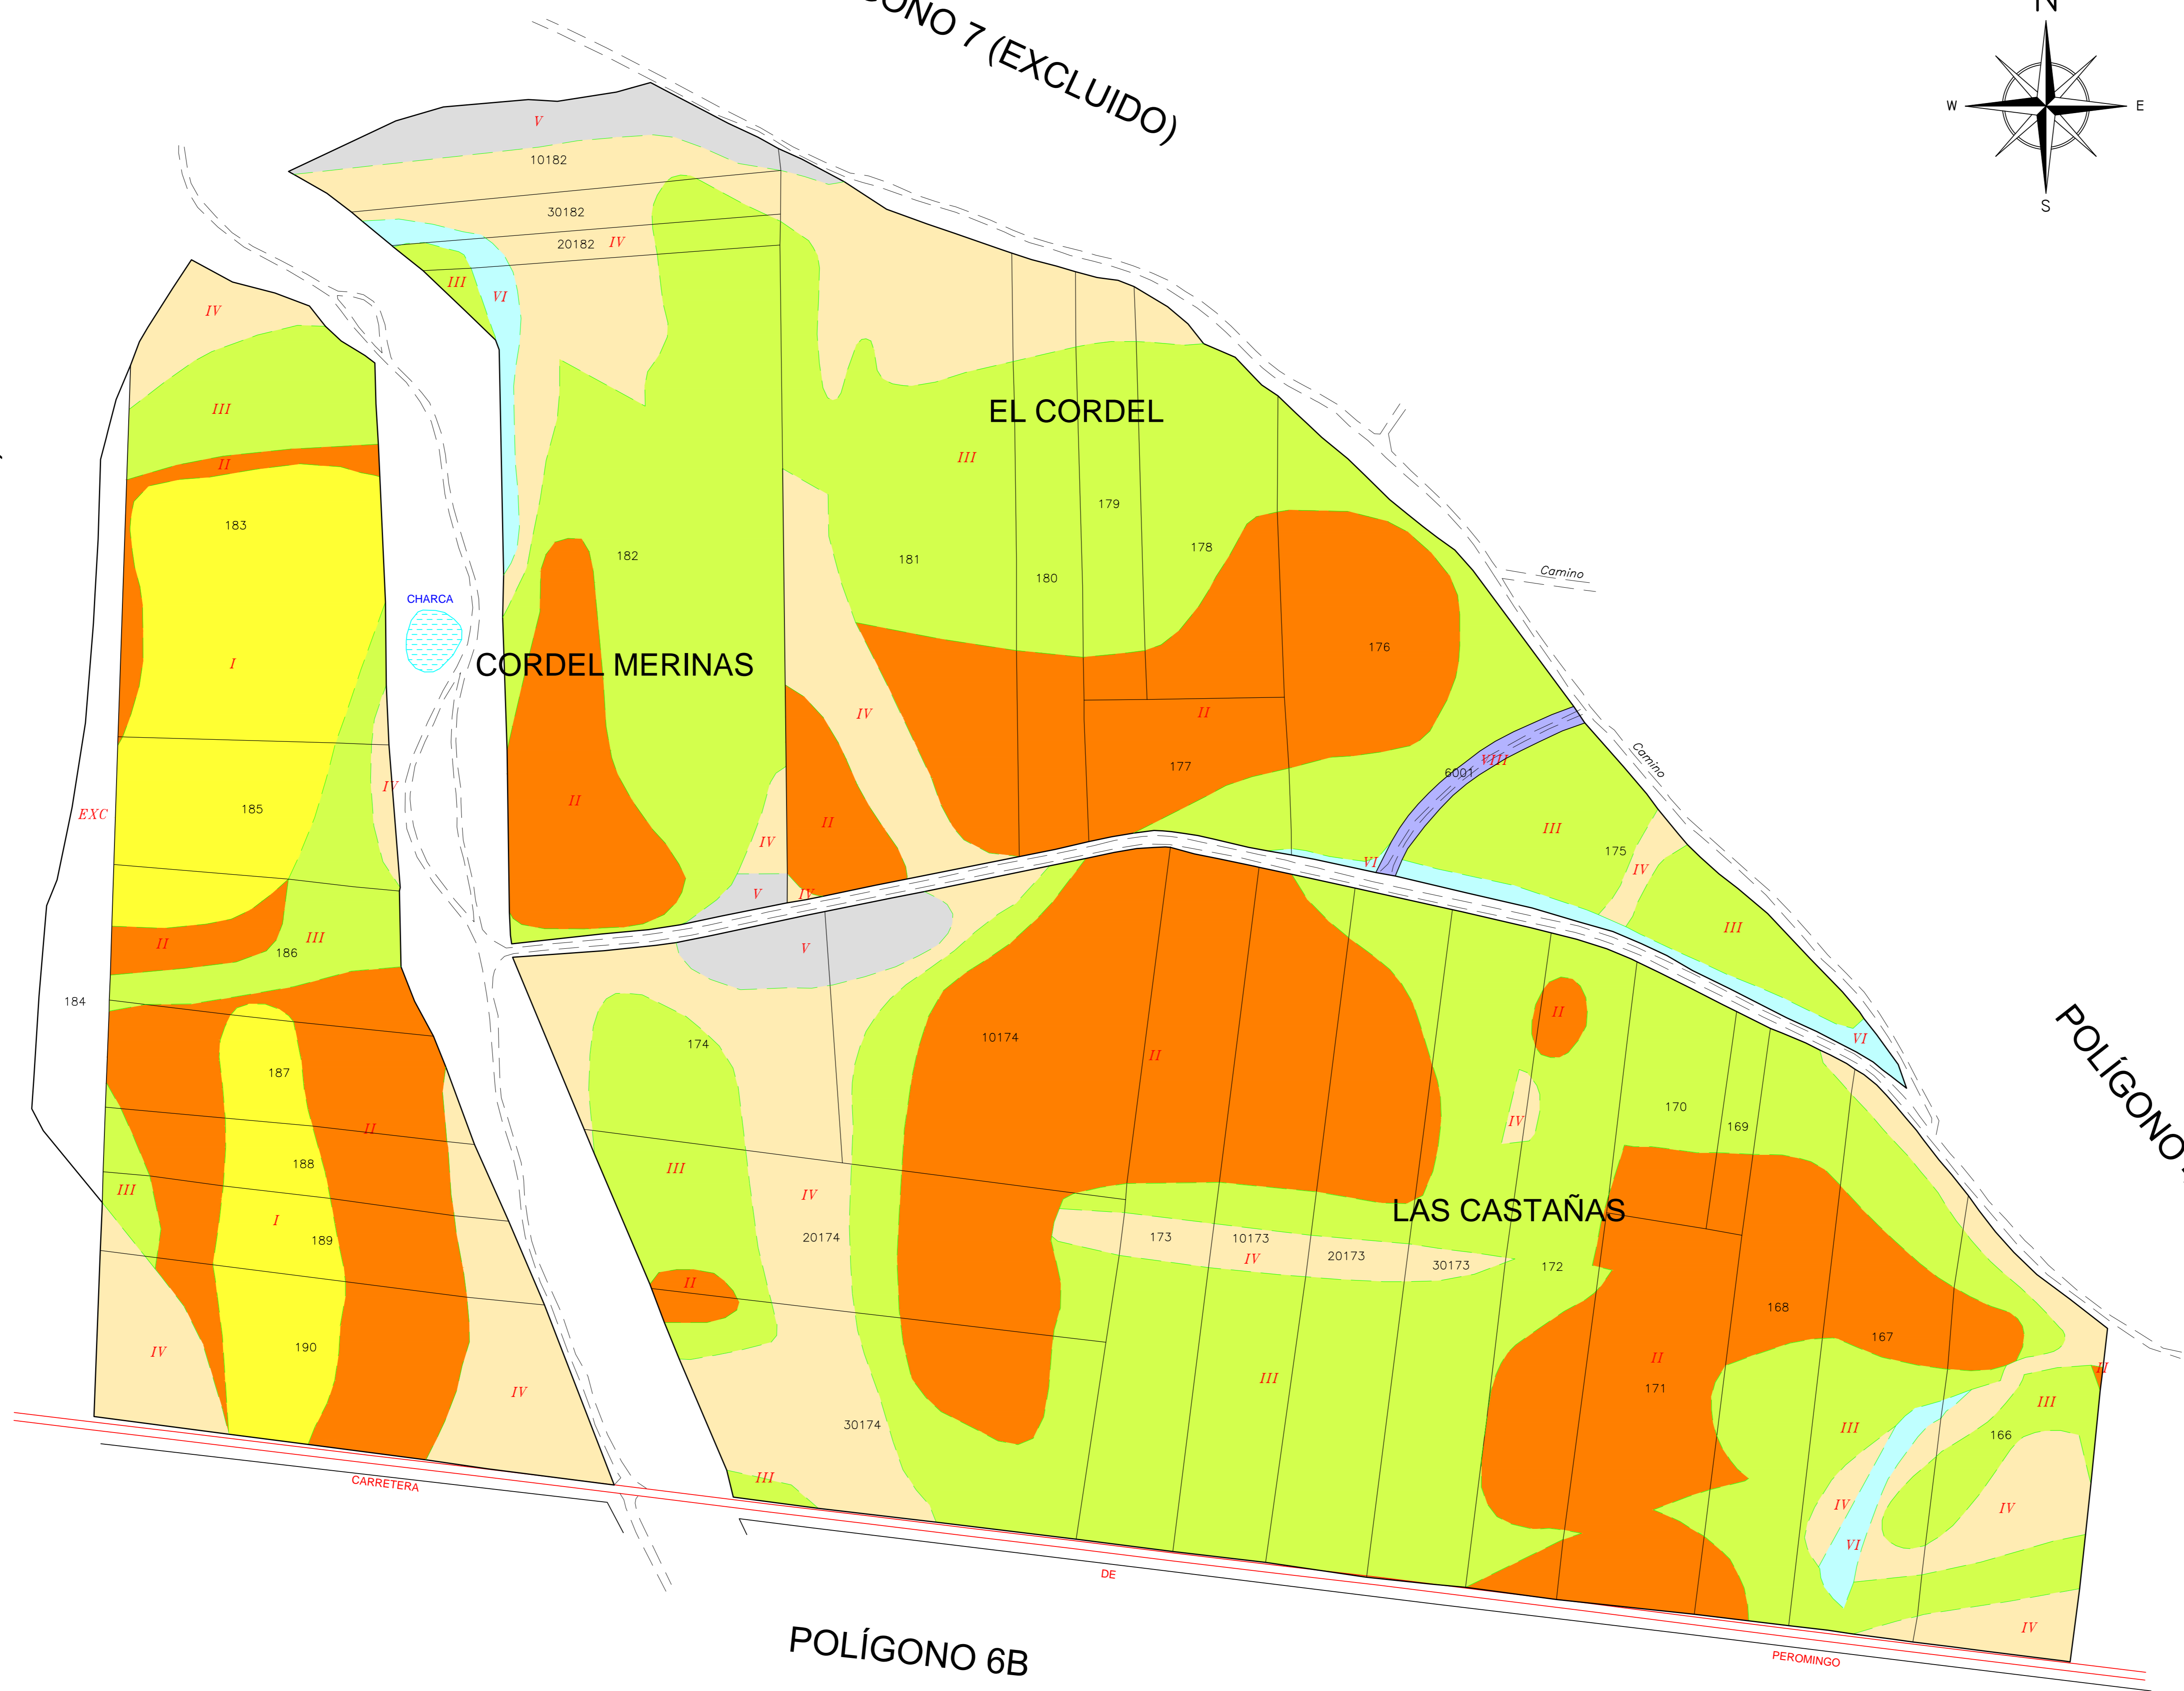 N
W
E
S
GONO 7 (EXCLUIDO)
V
10182
30182
20182
IV
III
VI
IV
III
II
183
I
CHARCA
EL CORDEL
III
179
178
181
180
182
176
Camino
CORDEL MERINAS
IV
II
177
6001
VIII
Camino
IV
185
EXC
II
II
IV
III
175
IV
VI
V
IV
III
II
III
186
V
184
174
10174
II
II
VI
POLÍGONO
187
II
188
III
I
189
190
IV
IV
III
IV
20174
II
30174
III
170
169
IV
LAS CASTAÑAS
173
10173
IV
20173
30173
172
168
167
II
171
III
II
III
III
166
IV
IV
VI
IV
CARRETERA
DE
PEROMINGO
POLÍGONO 6B